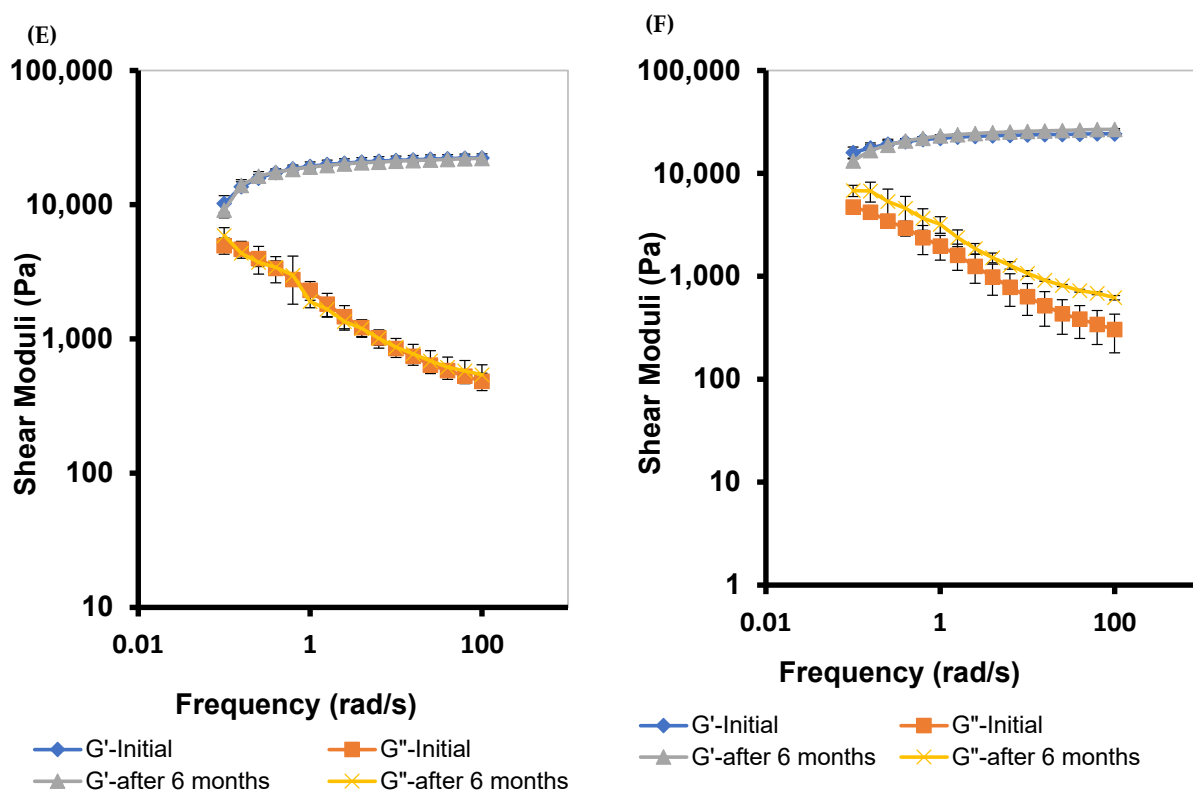 (E)
100,000
10,000
1,000
100
10
0.01
1
100
Shear Moduli (Pa)
Frequency (rad/s)
G'-Initial
G"-Initial
G'-after 6 months
G"-after 6 months
(F)
100,000
10,000
1,000
100
10
1
0.01
1
100
Shear Moduli (Pa)
Frequency (rad/s)
G'-Initial
G"-Initial
G'-after 6 months
G"-after 6 months